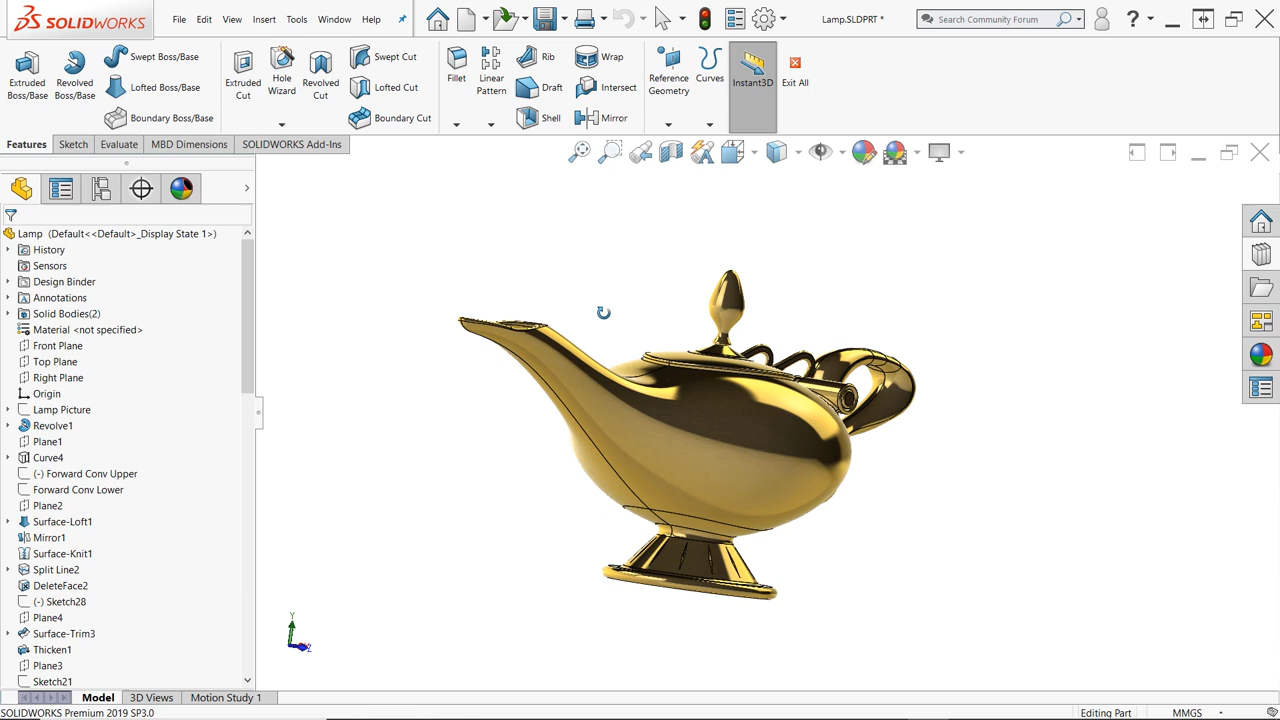 SOLIDWORKS
File Edit View Insert Tools Window Help
Lamp.SLDPRT *
Search Community Forum
?
Extruded Boss/Base
Revolved Boss/Base
Swept Boss/Base
Lofted Boss/Base
Boundary Boss/Base
Extruded Cut
Hole Wizard
Revolved Cut
Swept Cut
Lofted Cut
Boundary Cut
Fillet
Linear Pattern
Rib
Draft
Shell
Wrap
Intersect
Mirror
Reference Geometry
Curves
Instant3D
Exit All
Features Sketch Evaluate MBD Dimensions SOLIDWORKS Add-Ins
Lamp (Default<<Default>_Display State 1>)
History
Sensors
Design Binder
Annotations
Solid Bodies(2)
Material <not specified>
Front Plane
Top Plane
Right Plane
Origin
Lamp Picture
Revolve1
Plane1
Curve4
(-) Forward Conv Upper
Forward Conv Lower
Plane2
Surface-Loft1
Mirror1
Surface-Knit1
Split Line2
DeleteFace2
(-) Sketch28
Plane4
Surface-Trim3
Thicken1
Plane3
Sketch21
Y
Z
Model 3D Views Motion Study 1
SOLIDWORKS Premium 2019 SP3.0
Editing Part
MMGS